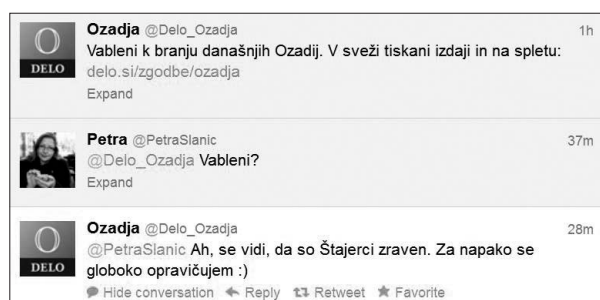 Ozadja @Delo_Ozadja 1h
Vableni k branju današnjih Ozadij. V sveži tiskani izdaji in na spletu:
delo.si/zgodbe/ozadja
Expand
O
DELO
Petra @PetraSlanic 37m
@Delo_Ozadja Vableni?
Expand
Ozadja @Delo_Ozadja 28m
@PetraSlanic Ah, se vidi, da so Štajerci zraven. Za napako se
globoko opravičujem :)
O
DELO
Hide conversation Reply Retweet Favorite